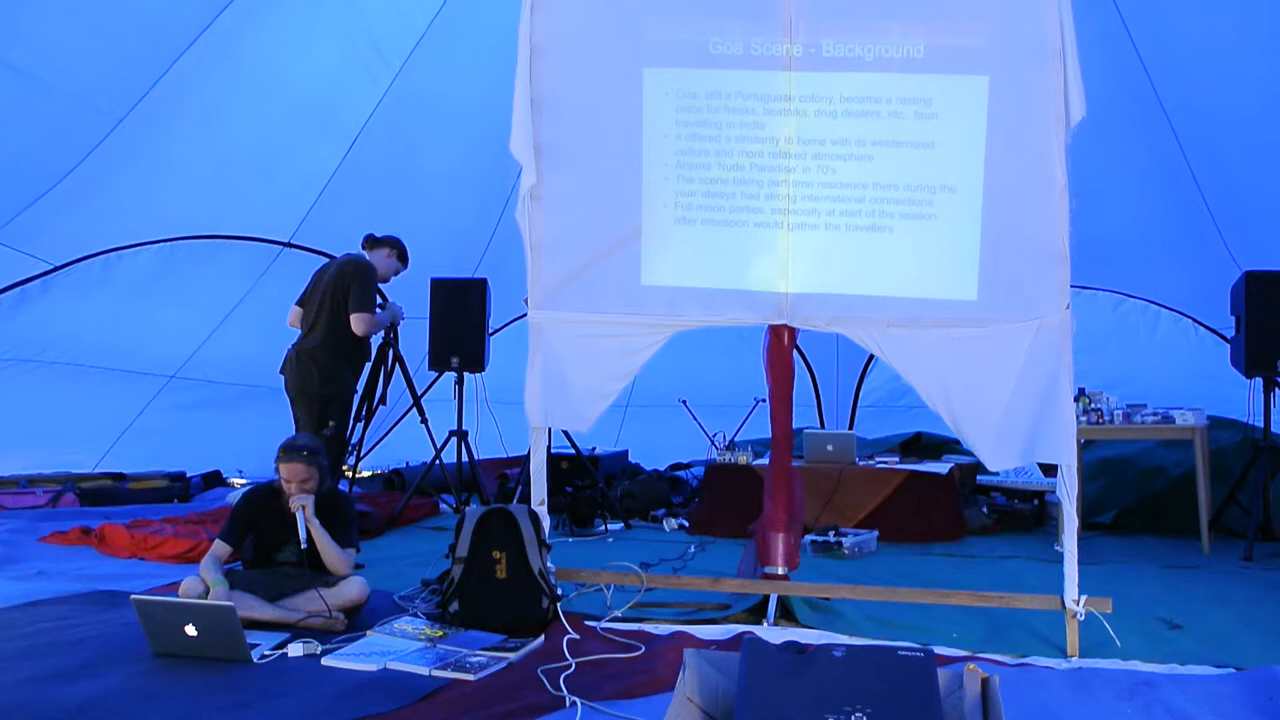 Goa Scene - Background
• Goa, still a Portuguese colony, became a resting
place for freaks, beatniks, drug dealers, etc...from
travelling in India
• It offered a similarity to home with its westernized
culture and more relaxed atmosphere
• Anjuna 'Nude Paradise' in 70's
• The scene taking part time residence there during the
year always had strong international connections
• Full moon parties, especially at start of the season
after monsoon would gather the travellers